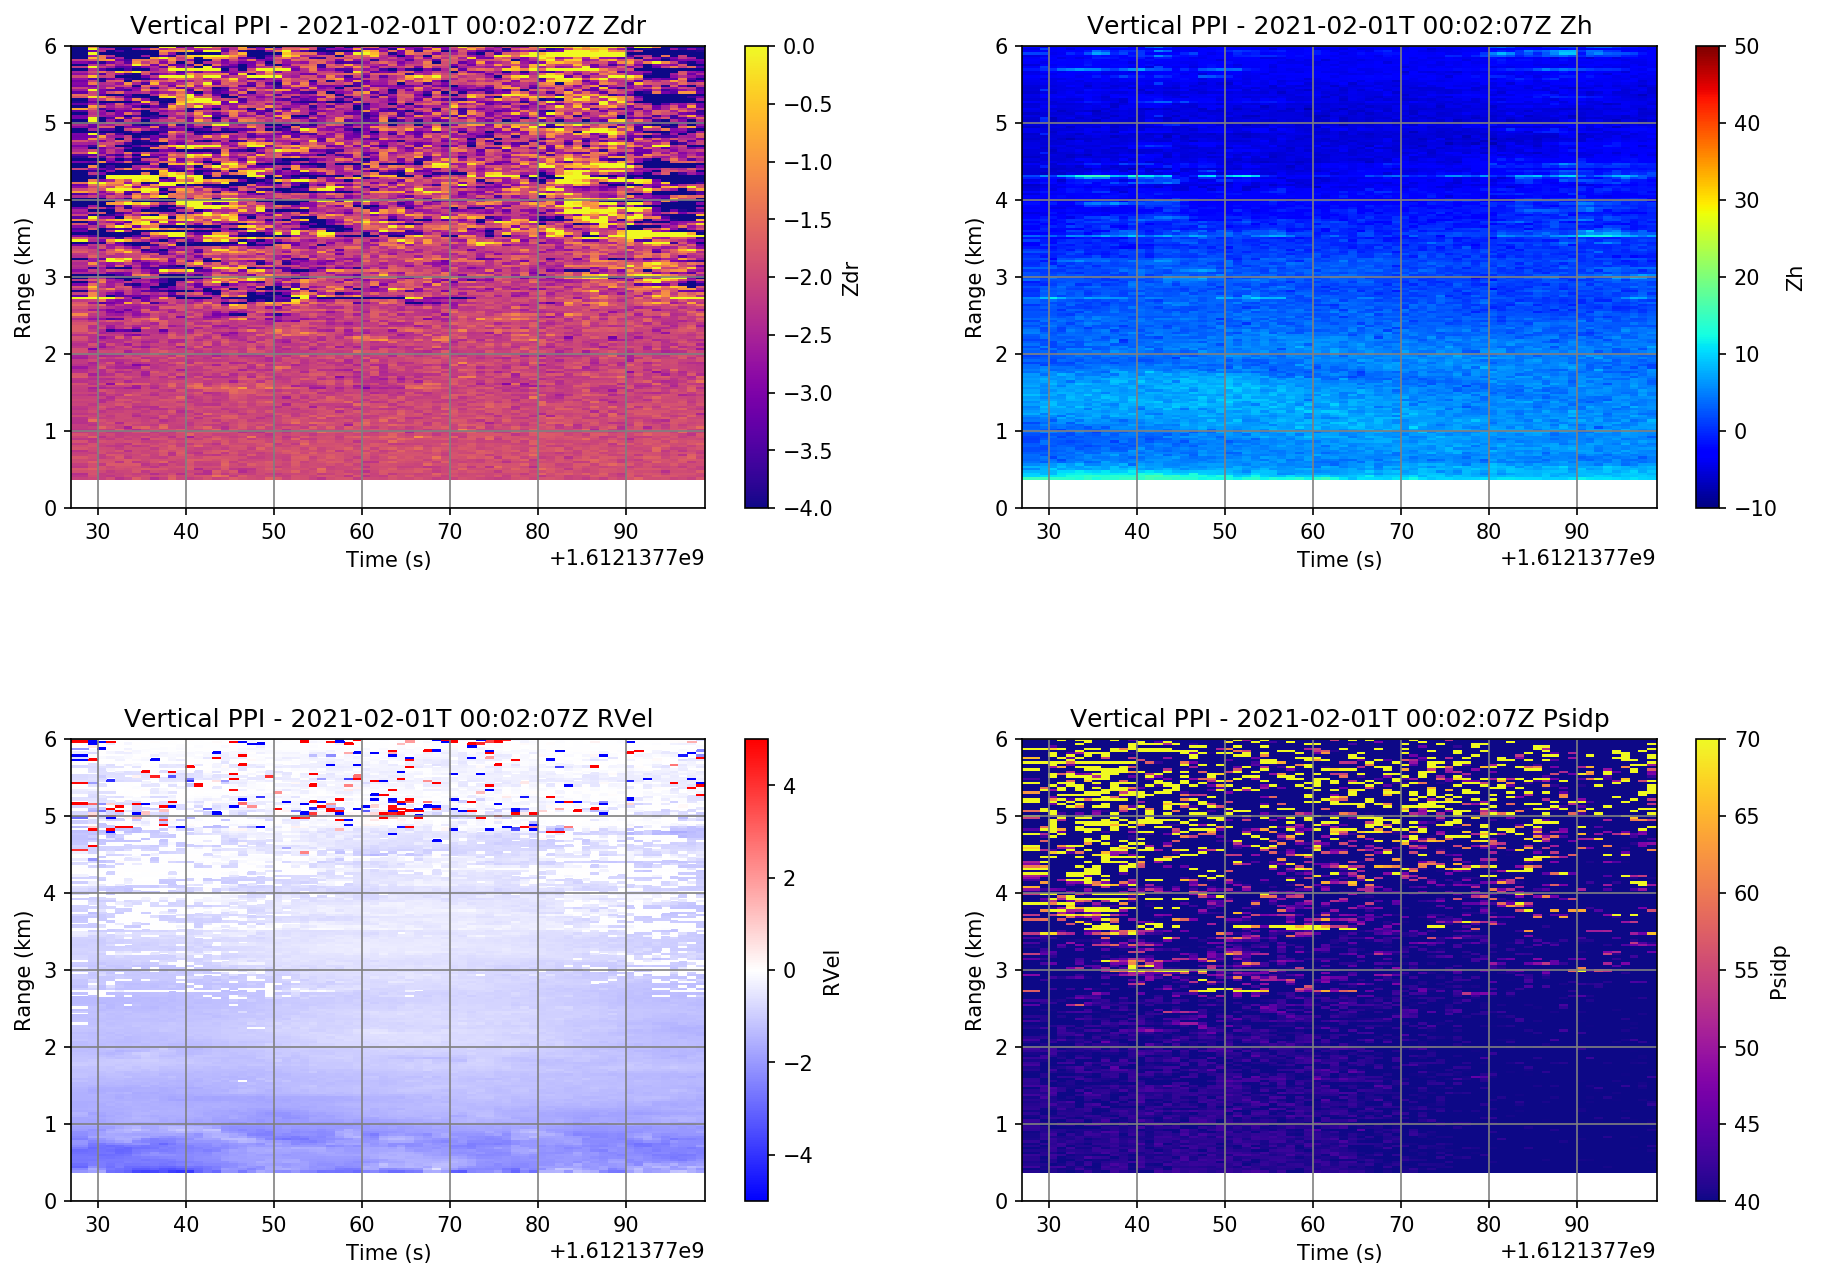 Vertical PPI - 2021-02-01T 00:02:07Z Zdr
6
5
4
3
2
1
0
Range (km)
30 40 50 60 70 80 90
Time (s)
+1.6121377e9
0.0
−0.5
−1.0
−1.5
−2.0
−2.5
−3.0
−3.5
−4.0
Zdr
Vertical PPI - 2021-02-01T 00:02:07Z Zh
6
5
4
3
2
1
0
Range (km)
30 40 50 60 70 80 90
Time (s)
+1.6121377e9
50
40
30
20
10
0
−10
Zh
Vertical PPI - 2021-02-01T 00:02:07Z RVel
6
5
4
3
2
1
0
Range (km)
30 40 50 60 70 80 90
Time (s)
+1.6121377e9
4
2
0
−2
−4
RVel
Vertical PPI - 2021-02-01T 00:02:07Z Psidp
6
5
4
3
2
1
0
Range (km)
30 40 50 60 70 80 90
Time (s)
+1.6121377e9
70
65
60
55
50
45
40
Psidp